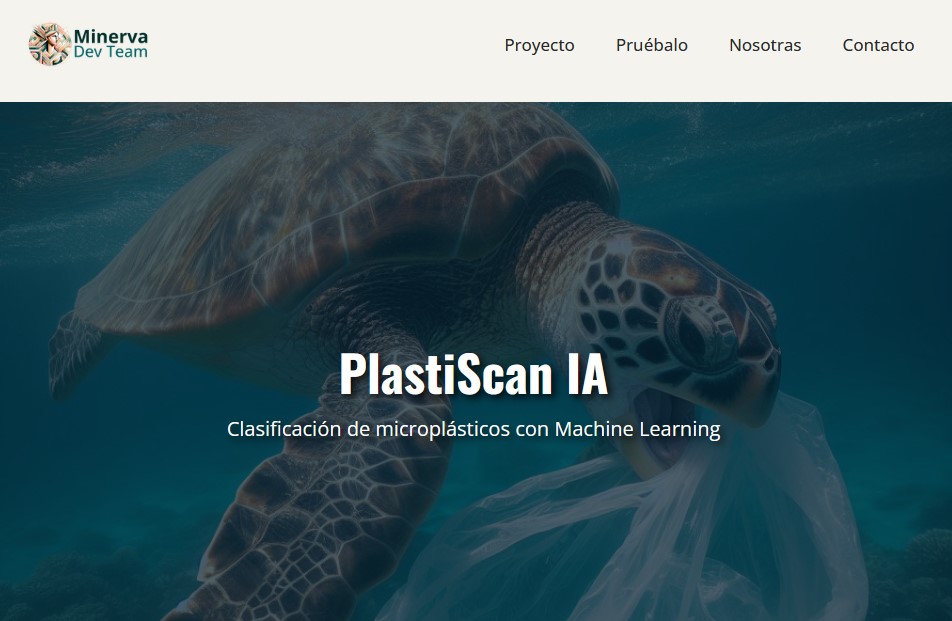 Minerva
Dev Team
Proyecto
Pruébalo
Nosotras
Contacto
PlastiScan IA
Clasificación de microplásticos con Machine Learning